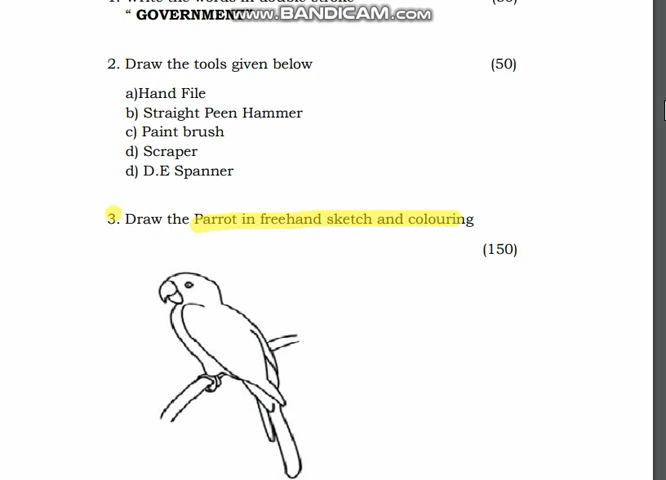 www.BANDICAM.com
" GOVERNMENT"
2. Draw the tools given below (50)
a)Hand File
b) Straight Peen Hammer
c) Paint brush
d) Scraper
d) D.E Spanner
3. Draw the Parrot in freehand sketch and colouring
(150)